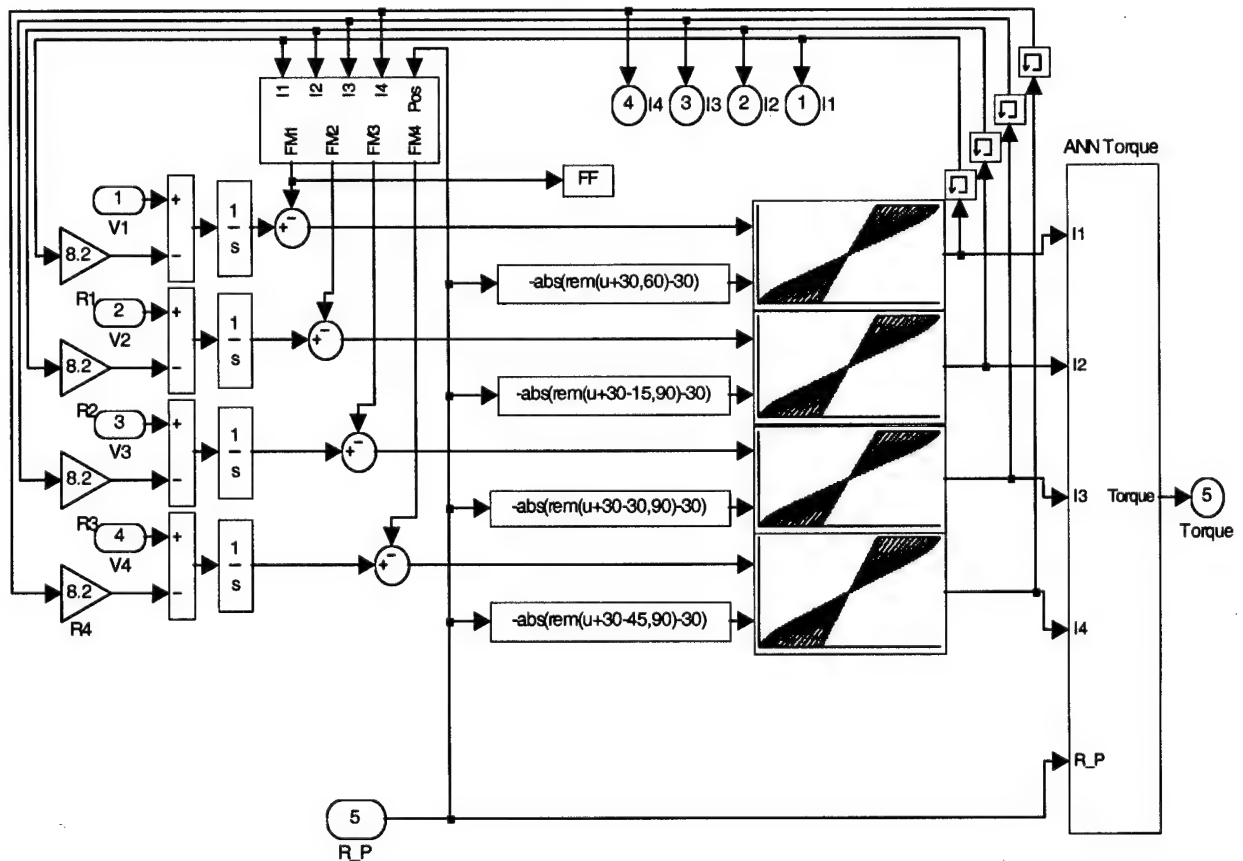 I1 I2 I3 I4 Pos
FM1 FM2 FM3 FM4
4 I4 3 I3 2 I2 1 I1
ANN Torque
FF
1
V1
+
-
8.2
R1
1
s
+ -
-abs(rem(u+30,60)-30)
I1
2
V2
+
-
8.2
R2
1
s
+ -
-abs(rem(u+30-15,90)-30)
I2
3
V3
+
-
8.2
R3
1
s
+ -
-abs(rem(u+30-30,90)-30)
I3
Torque
5
Torque
4
V4
+
-
8.2
R4
1
s
+ -
-abs(rem(u+30-45,90)-30)
I4
R_P
5
R_P